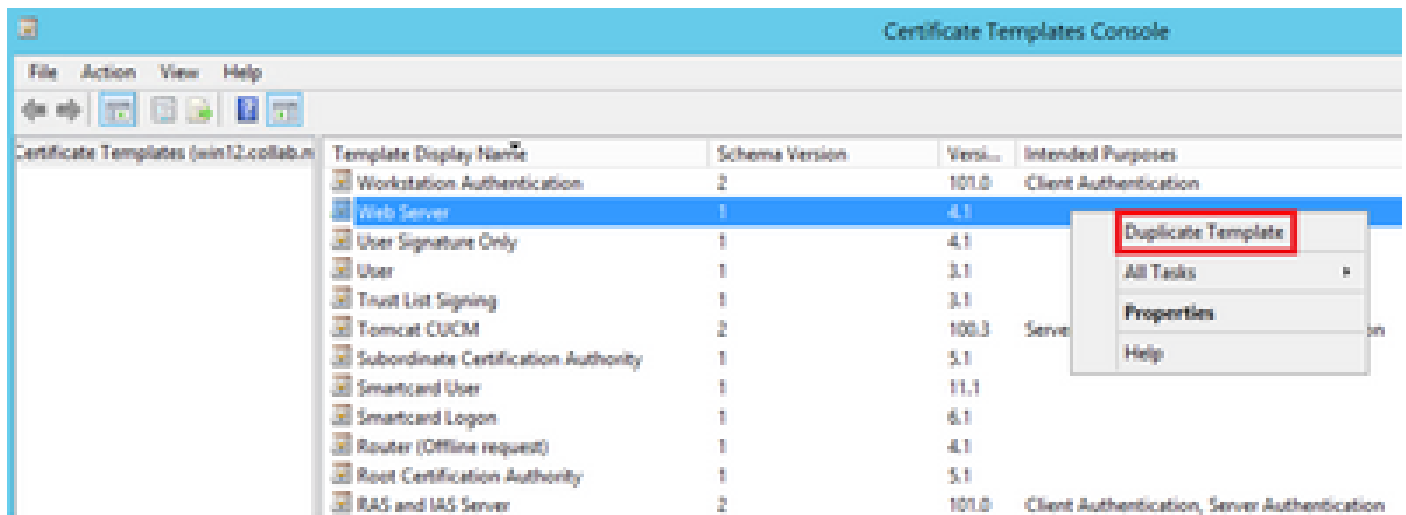 Certificate Templates Console
File Action View Help
Certificate Templates (win12.collab.m
Template Display Name Schema Version Versi... Intended Purposes
Workstation Authentication 2 101.0 Client Authentication
Web Server 1 4.1
Duplicate Template
User Signature Only 1 4.1
All Tasks
User 1 3.1
Trust List Signing 1 3.1
Properties
Tomcat CUCM 2 100.3 Serve on
Help
Subordinate Certification Authority 1 5.1
Smartcard User 1 11.1
Smartcard Logon 1 6.1
Router (Offline request) 1 4.1
Root Certification Authority 1 5.1
RAS and IAS Server 2 101.0 Client Authentication, Server Authentication